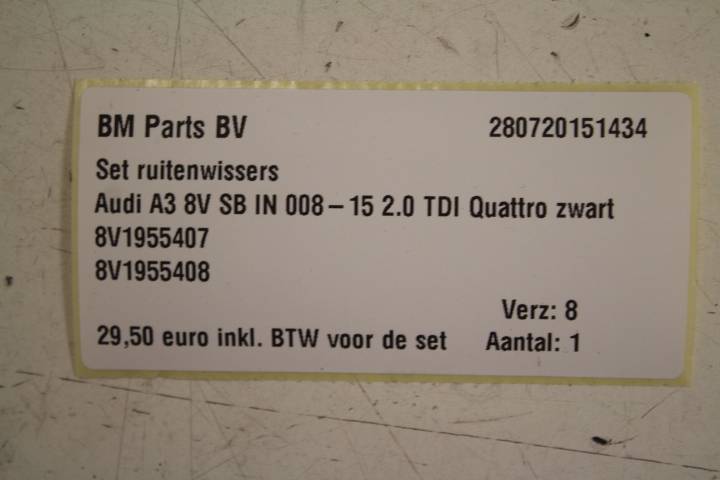 BM Parts BV 280720151434
Set ruitenwissers
Audi A3 8V SB IN 008-15 2.0 TDI Quattro zwart
8V1955407
8V1955408
Verz: 8
29,50 euro inkl. BTW voor de set Aantal: 1